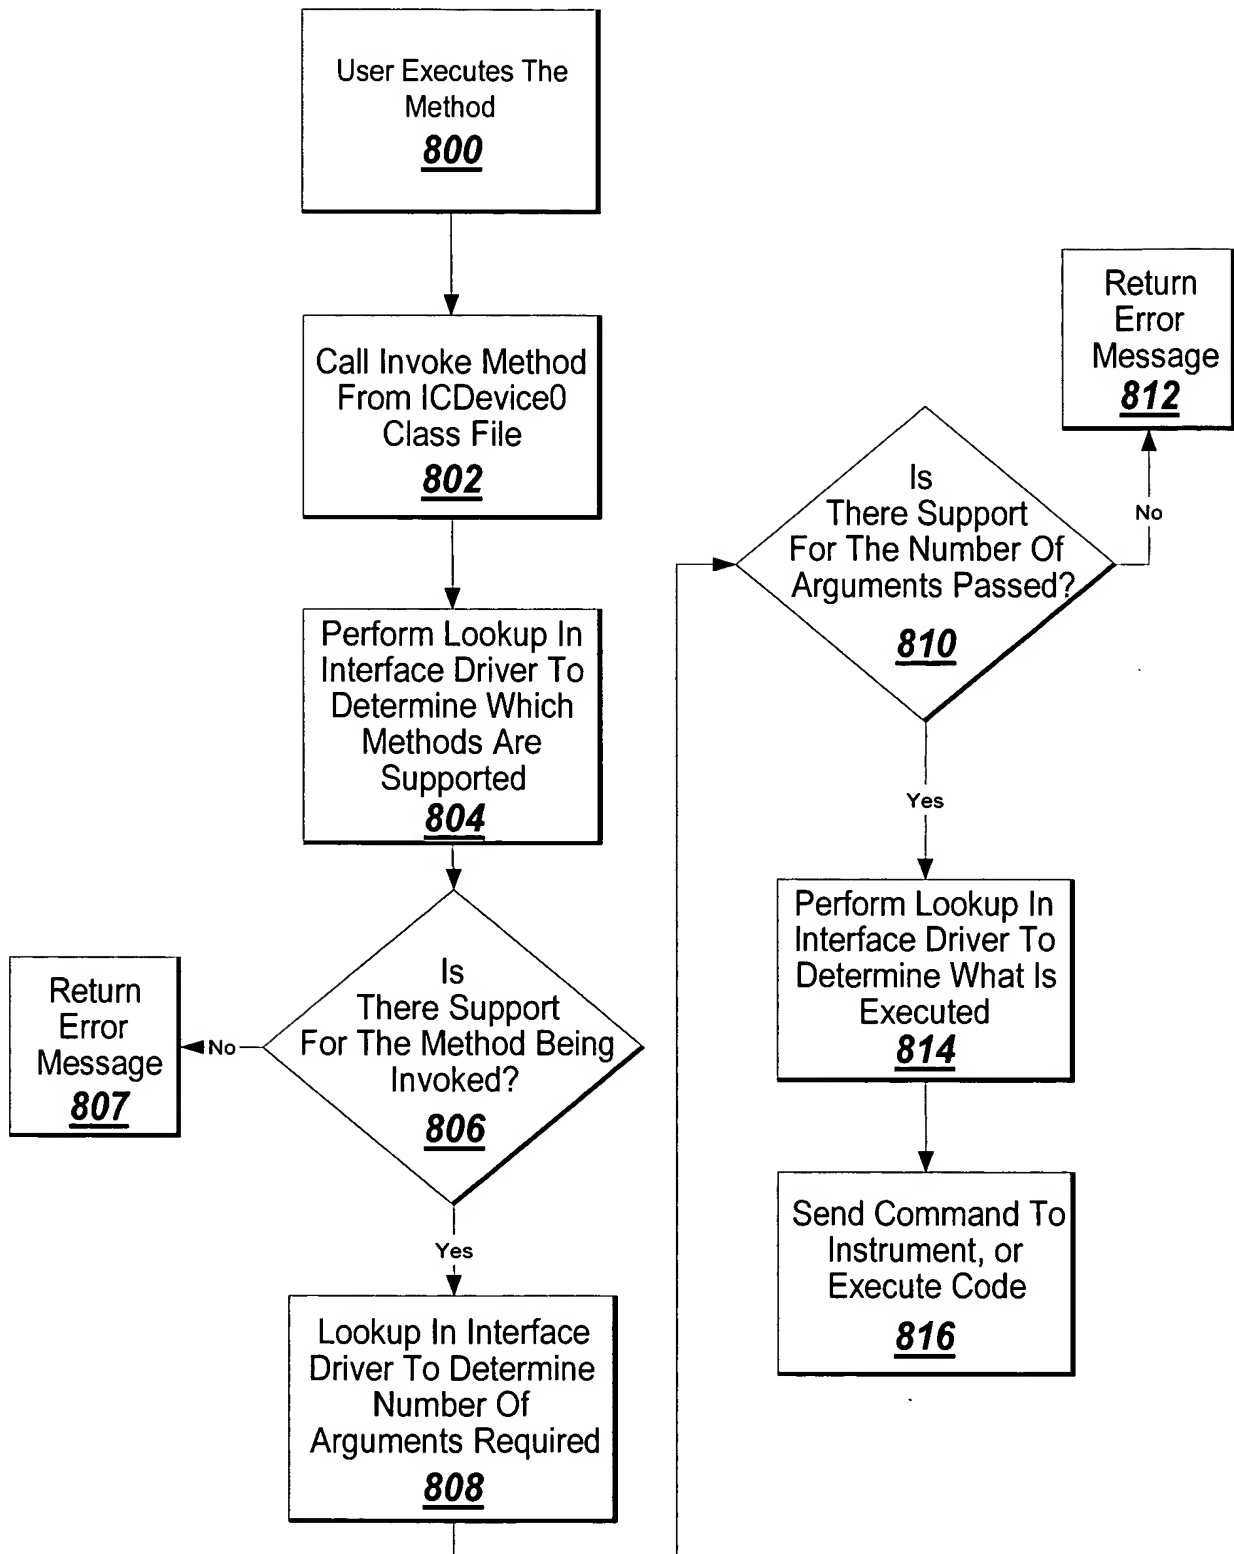 User Executes The
Method
800
Call Invoke Method
From ICDevice0
Class File
802
Perform Lookup In
Interface Driver To
Determine Which
Methods Are
Supported
804
Is
There Support
For The Method Being
Invoked?
806
No
Return
Error
Message
807
Yes
Lookup In Interface
Driver To Determine
Number Of
Arguments Required
808
Is
There Support
For The Number Of
Arguments Passed?
810
No
Return
Error
Message
812
Yes
Perform Lookup In
Interface Driver To
Determine What Is
Executed
814
Send Command To
Instrument, or
Execute Code
816